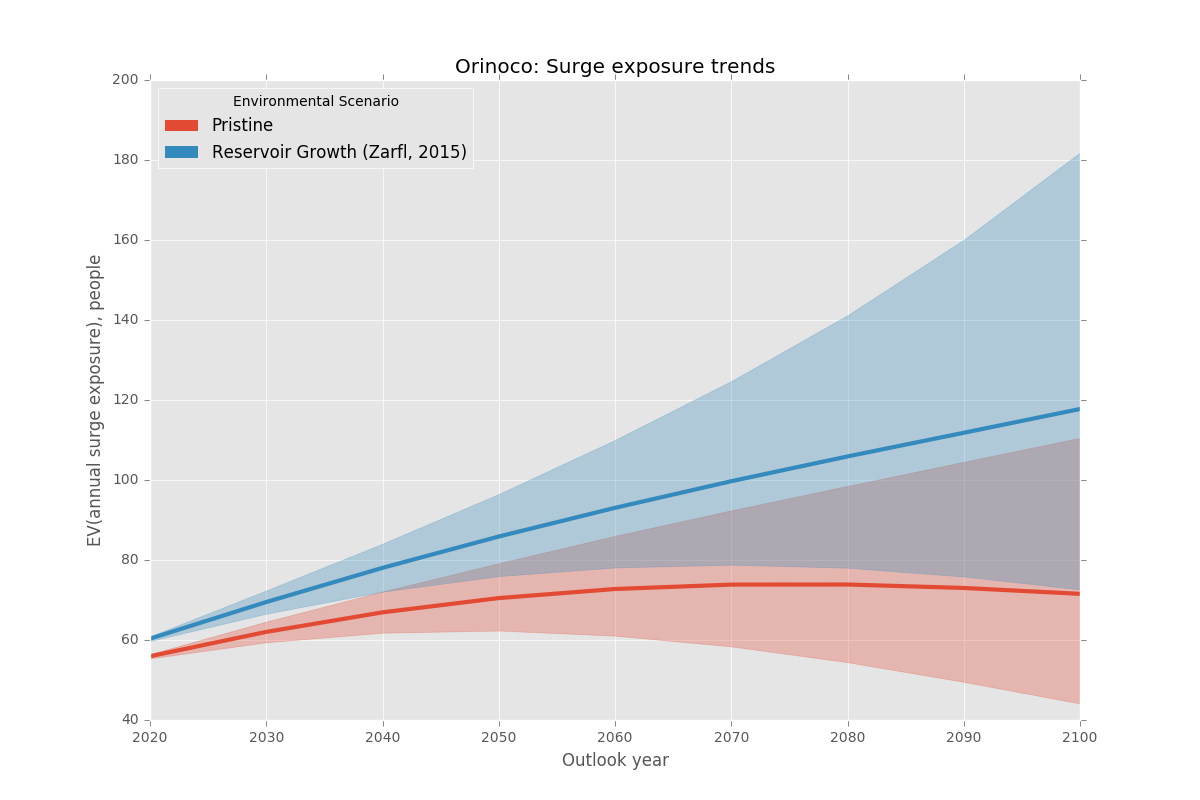 Orinoco: Surge exposure trends
Environmental Scenario
Pristine
Reservoir Growth (Zarfl, 2015)
EV(annual surge exposure), people
200
180
160
140
120
100
80
60
40
2020 2030 2040 2050 2060 2070 2080 2090 2100
Outlook year